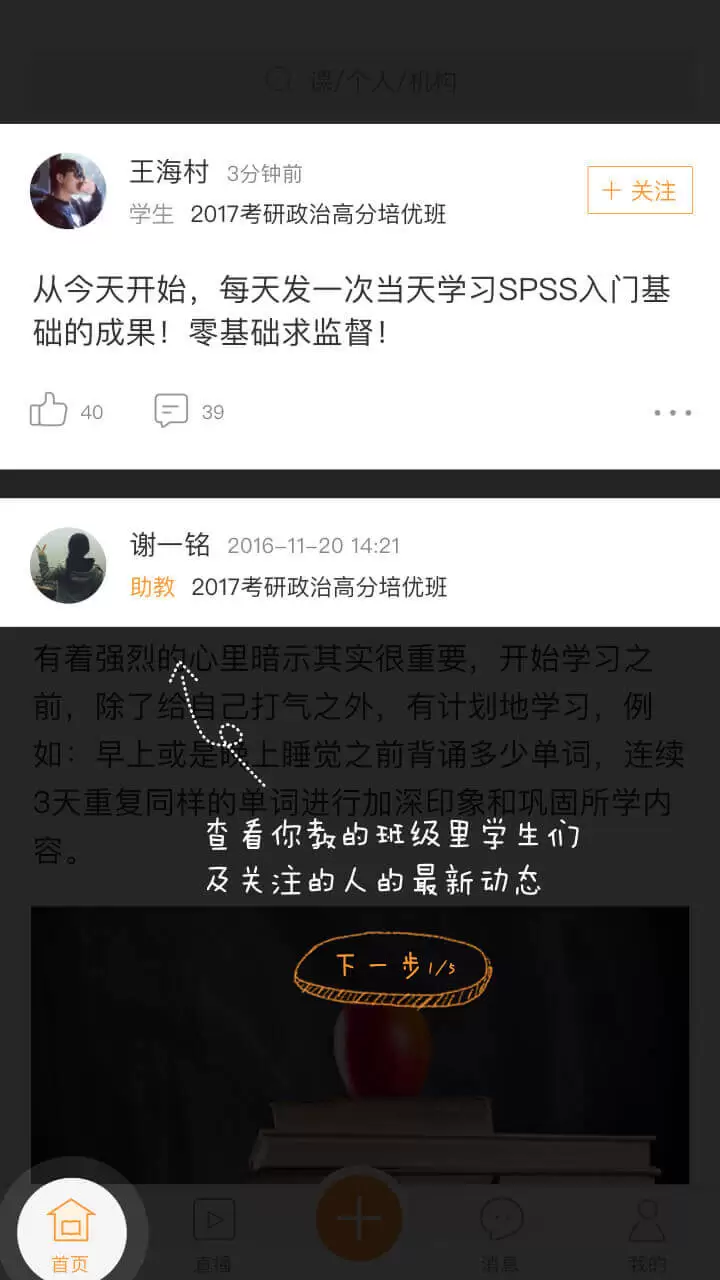 课/个人/机构
王海村 3分钟前
学生 2017考研政治高分培优班
+ 关注
从今天开始，每天发一次当天学习SPSS入门基
础的成果！零基础求监督！
40 39
谢一铭 2016-11-20 14:21
助教 2017考研政治高分培优班
有着强烈的心里暗示其实很重要，开始学习之
前，除了给自己打气之外，有计划地学习，例
如：早上或是晚上睡觉之前背诵多少单词，连续
3天重复同样的单词进行加深印象和巩固所学内
容。
查看你教的班级里学生们
及关注的人的最新动态
下一步1/5
首页 直播 消息 我的